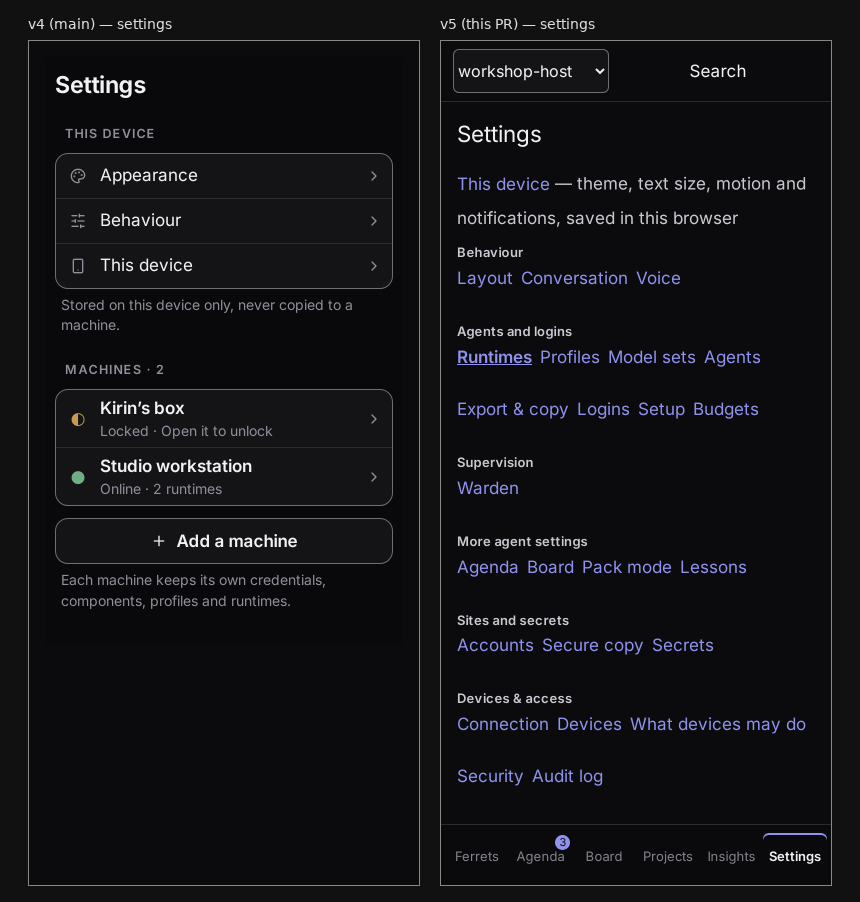 v4 (main) — settings
Settings
THIS DEVICE
Appearance
Behaviour
This device
Stored on this device only, never copied to a
machine.
MACHINES · 2
Kirin’s box
Locked · Open it to unlock
Studio workstation
Online · 2 runtimes
+ Add a machine
Each machine keeps its own credentials,
components, profiles and runtimes.
v5 (this PR) — settings
workshop-host Search
Settings
This device — theme, text size, motion and
notifications, saved in this browser
Behaviour
Layout Conversation Voice
Agents and logins
Runtimes Profiles Model sets Agents
Export & copy Logins Setup Budgets
Supervision
Warden
More agent settings
Agenda Board Pack mode Lessons
Sites and secrets
Accounts Secure copy Secrets
Devices & access
Connection Devices What devices may do
Security Audit log
3
Ferrets Agenda Board Projects Insights Settings